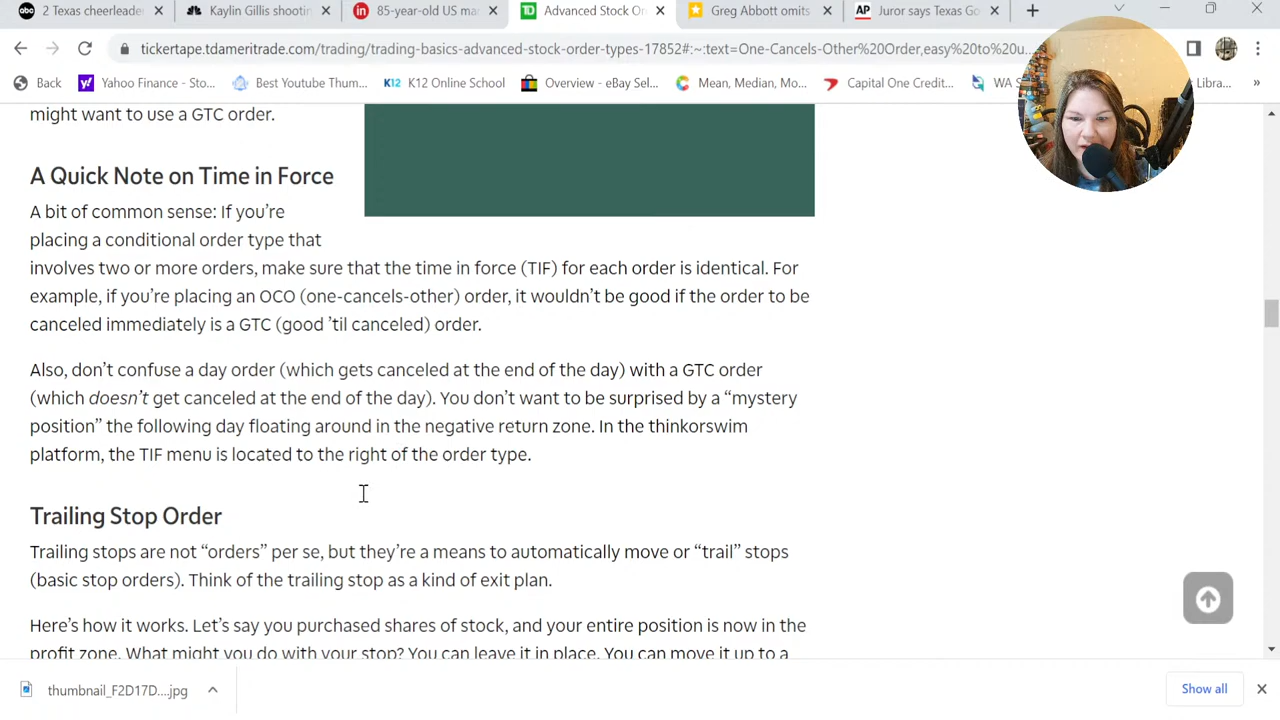 abc 2 Texas cheerleade
Kaylin Gillis shootin
in 85-year-old US ma
Advanced Stock Or
Greg Abbott omits
AP Juror says Texas Go
tickertape.tdameritrade.com/trading/trading-basics-advanced-stock-order-types-17852#:~:text=One-Cancels-Other%20Order,easy%20to%20u...
Back
Yahoo Finance - Sto...
Best Youtube Thum...
K12 K12 Online School
Overview - eBay Sel...
Mean, Median, Mo...
Capital One Credit...
WA S
Libra...
»
might want to use a GTC order.
A Quick Note on Time in Force
A bit of common sense: If you’re
placing a conditional order type that
involves two or more orders, make sure that the time in force (TIF) for each order is identical. For
example, if you’re placing an OCO (one-cancels-other) order, it wouldn’t be good if the order to be
canceled immediately is a GTC (good ’til canceled) order.
Also, don’t confuse a day order (which gets canceled at the end of the day) with a GTC order
(which doesn’t get canceled at the end of the day). You don’t want to be surprised by a “mystery
position” the following day floating around in the negative return zone. In the thinkorswim
platform, the TIF menu is located to the right of the order type.
Trailing Stop Order
Trailing stops are not “orders” per se, but they’re a means to automatically move or “trail” stops
(basic stop orders). Think of the trailing stop as a kind of exit plan.
Here’s how it works. Let’s say you purchased shares of stock, and your entire position is now in the
profit zone. What might you do with your stop? You can leave it in place. You can move it up to a
thumbnail_F2D17D....jpg
Show all